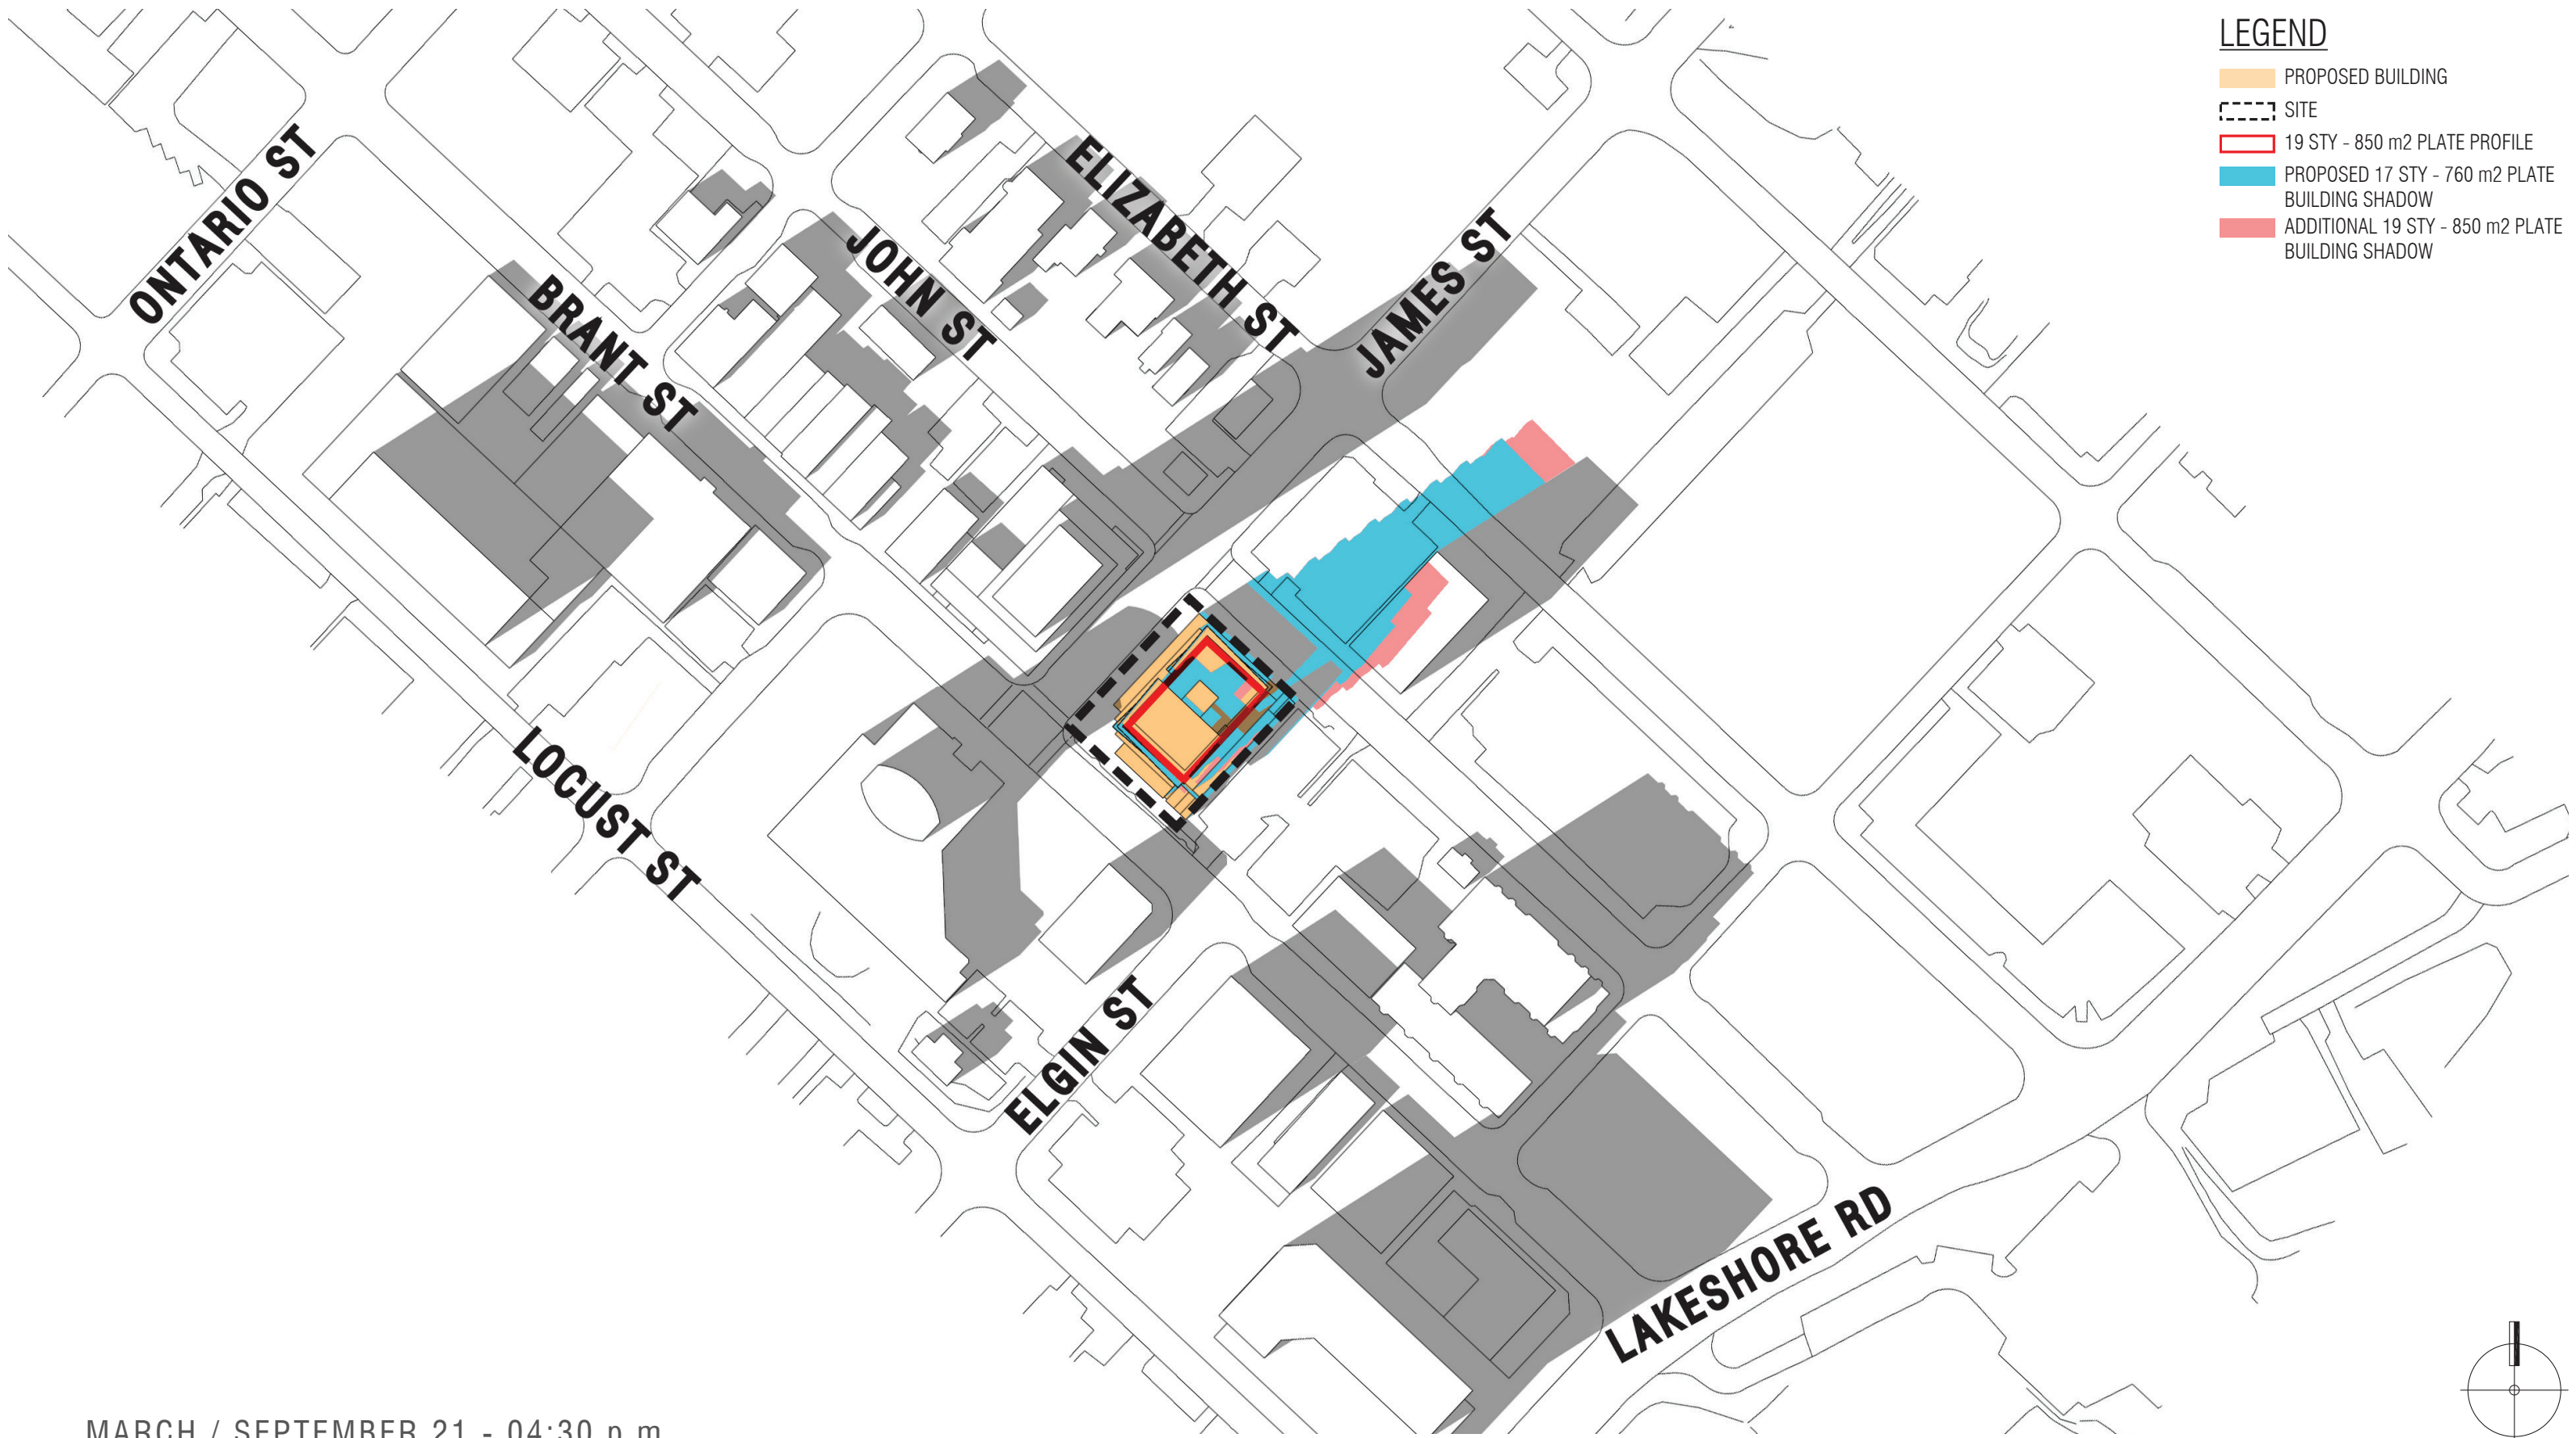 LEGEND
PROPOSED BUILDING
SITE
19 STY - 850 m2 PLATE PROFILE
PROPOSED 17 STY - 760 m2 PLATE
BUILDING SHADOW
ADDITIONAL 19 STY - 850 m2 PLATE
BUILDING SHADOW
ONTARIO ST
ELIZABETH ST
JOHN ST
JAMES ST
BRANT ST
LOCUST ST
ELGIN ST
LAKESHORE RD
MARCH / SEPTEMBER 21 - 04:30 p.m.